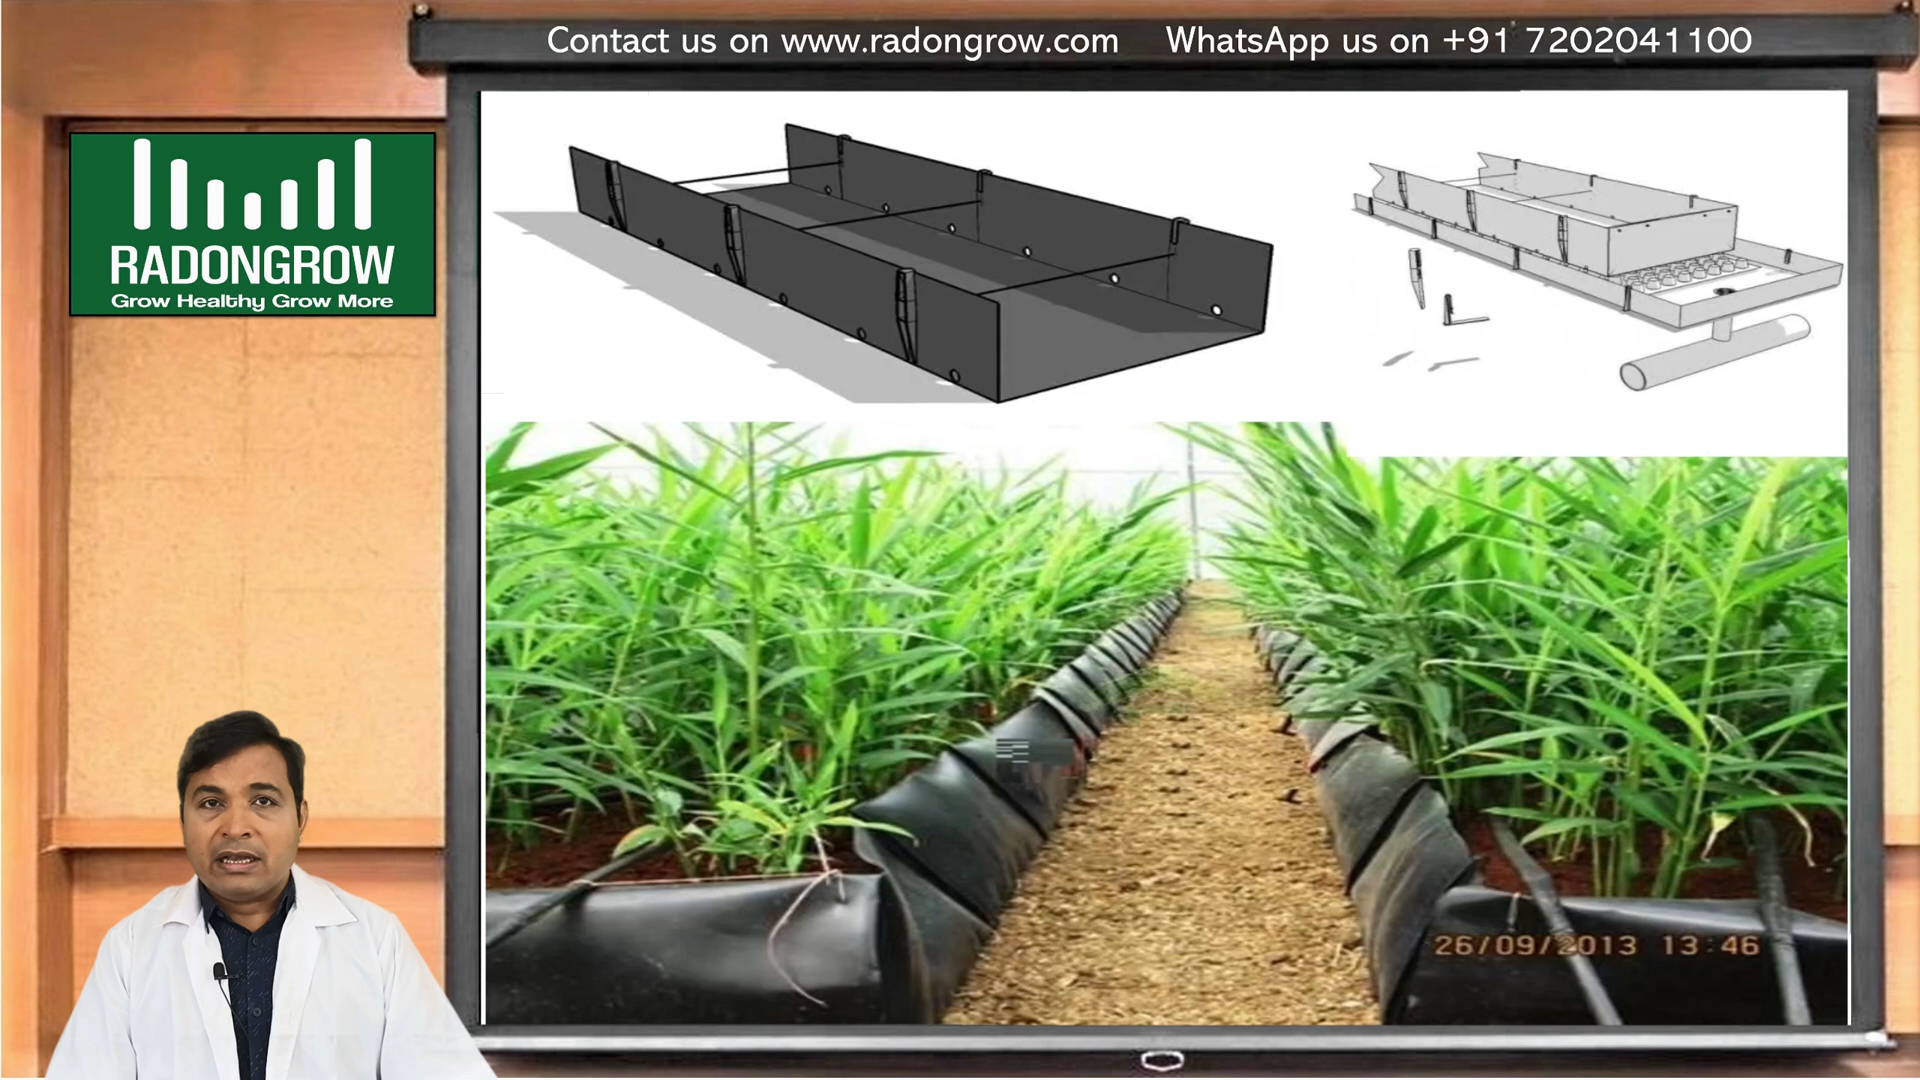 Contact us on www.radongrow.com WhatsApp us on +91 7202041100
RADONGROW
Grow Healthy Grow More
26/09/2013 13:46